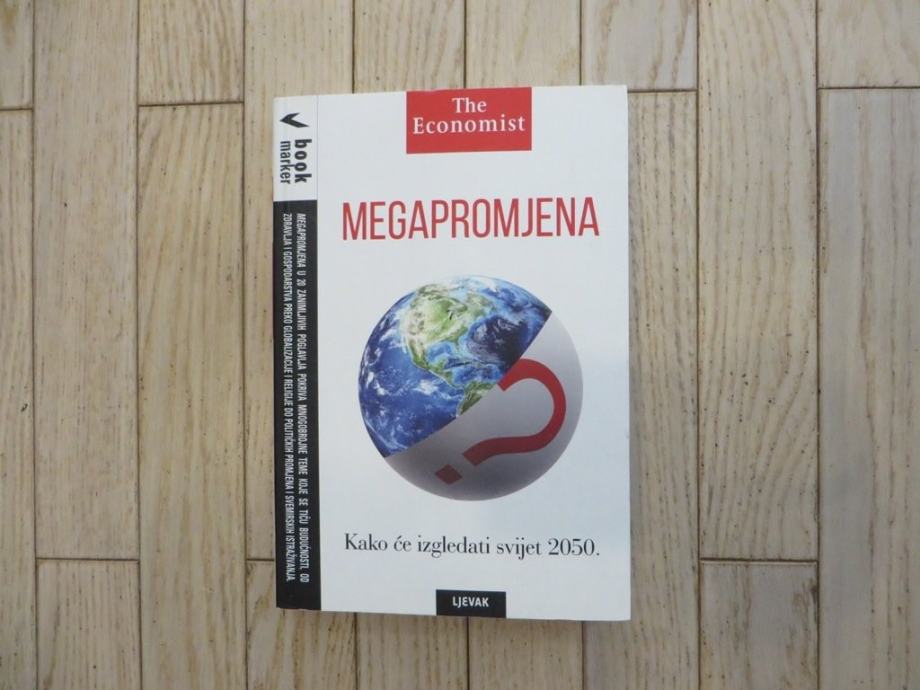 The
Economist
book
marker
MEGAPROMJENA U 20 ZANIMLJIVIH POGLAVLJA POKRIVA MNOGOBROJNE TEME KOJE SE TIČU BUDUĆNOSTI, OD
ZDRAVLJA I GOSPODARSTVA PREKO GLOBALIZACIJE I RELIGIJE DO POLITIČKIH PROMJENA I SVEMIRSKIH ISTRAŽIVANJA.
MEGAPROMJENA
?
Kako će izgledati svijet 2050.
LJEVAK